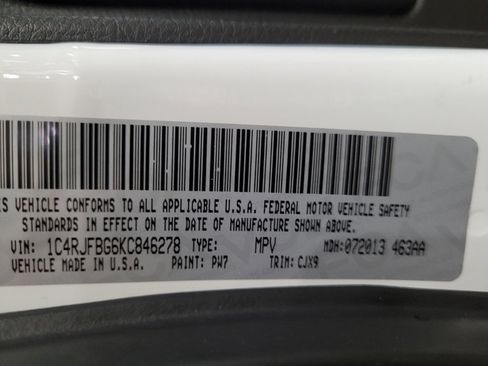 IS VEHICLE CONFORMS TO ALL APPLICABLE U.S.A. FEDERAL MOTOR VEHICLE SAFETY
STANDARDS IN EFFECT ON THE DATE OF MANUFACTURE SHOWN ABOVE.
VIN: 1C4RJFBG6KC846278 TYPE: MPV MDH:072013 463AA
VEHICLE MADE IN U.S.A. PAINT: PW7 TRIM: CJX9